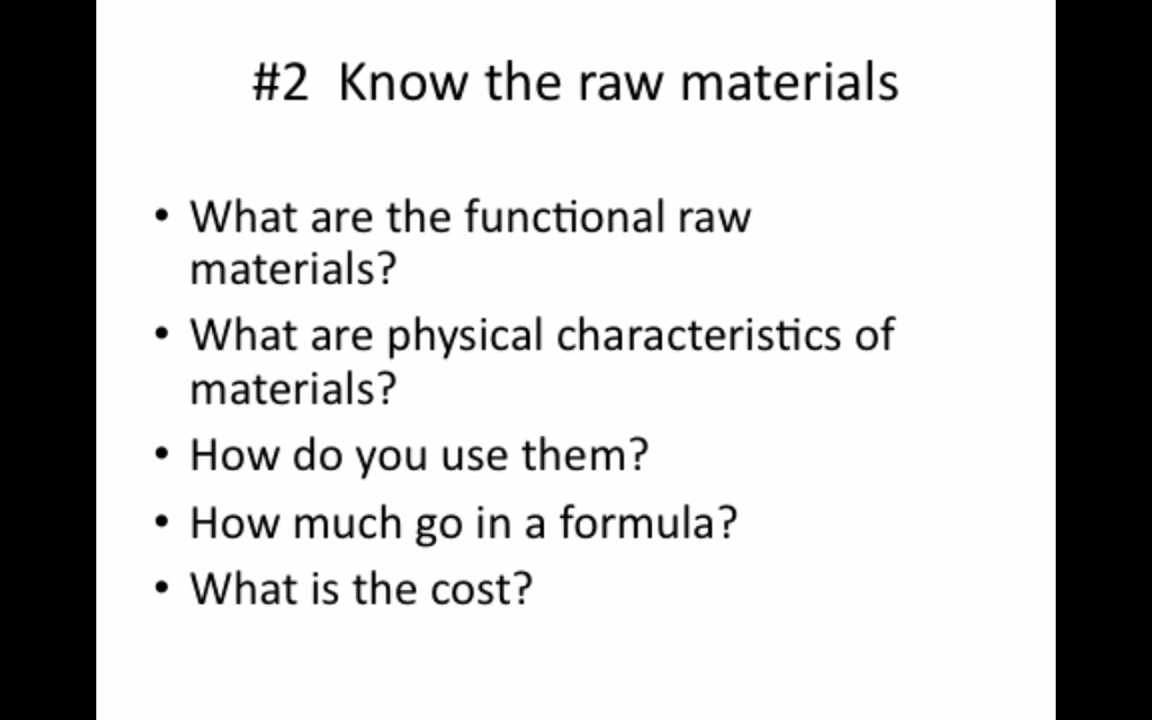 #2  Know the raw materials
• What are the functional raw
materials?
• What are physical characteristics of
materials?
• How do you use them?
• How much go in a formula?
• What is the cost?